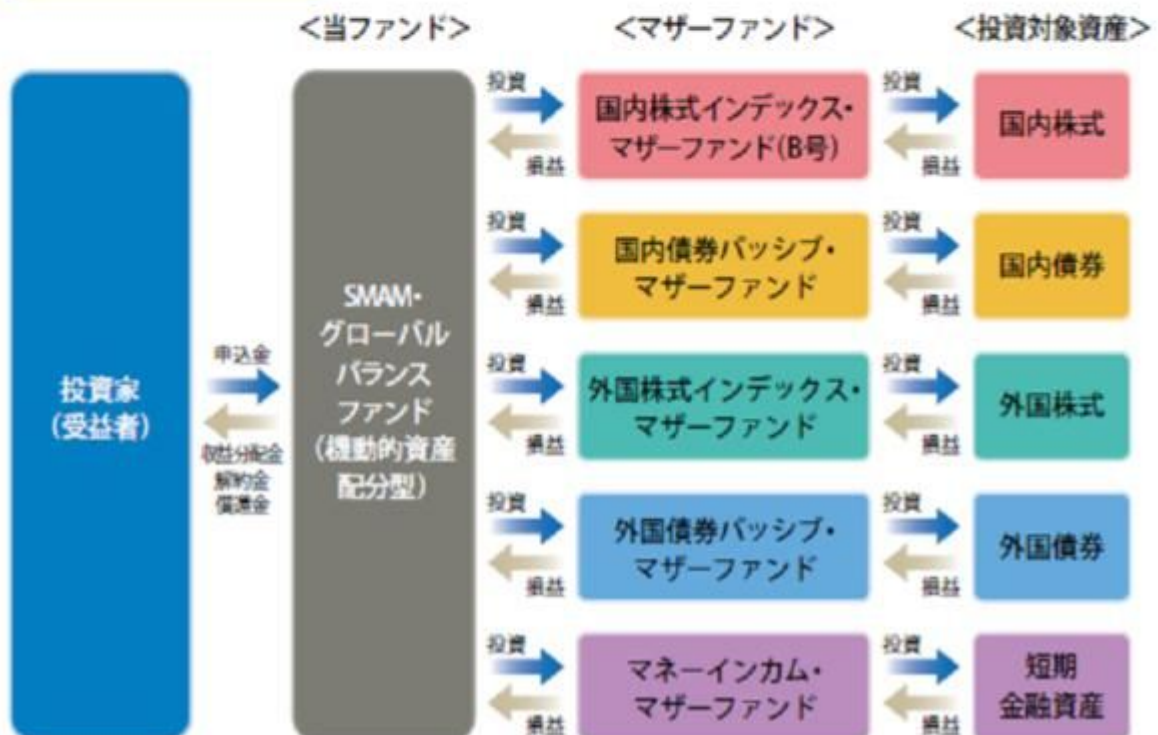 <当ファンド>
<マザーファンド>
<投資対象資産>
投資家
(受益者)
申込金
収益分配金
解約金
償還金
SMAM・
グローバル
バランス
ファンド
(機動的資産
配分型)
投資
損益
国内株式インデックス・
マザーファンド(B号)
投資
損益
国内株式
投資
損益
国内債券パッシブ・
マザーファンド
投資
損益
国内債券
投資
損益
外国株式インデックス・
マザーファンド
投資
損益
外国株式
投資
損益
外国債券パッシブ・
マザーファンド
投資
損益
外国債券
投資
損益
マネーインカム・
マザーファンド
投資
損益
短期
金融資産